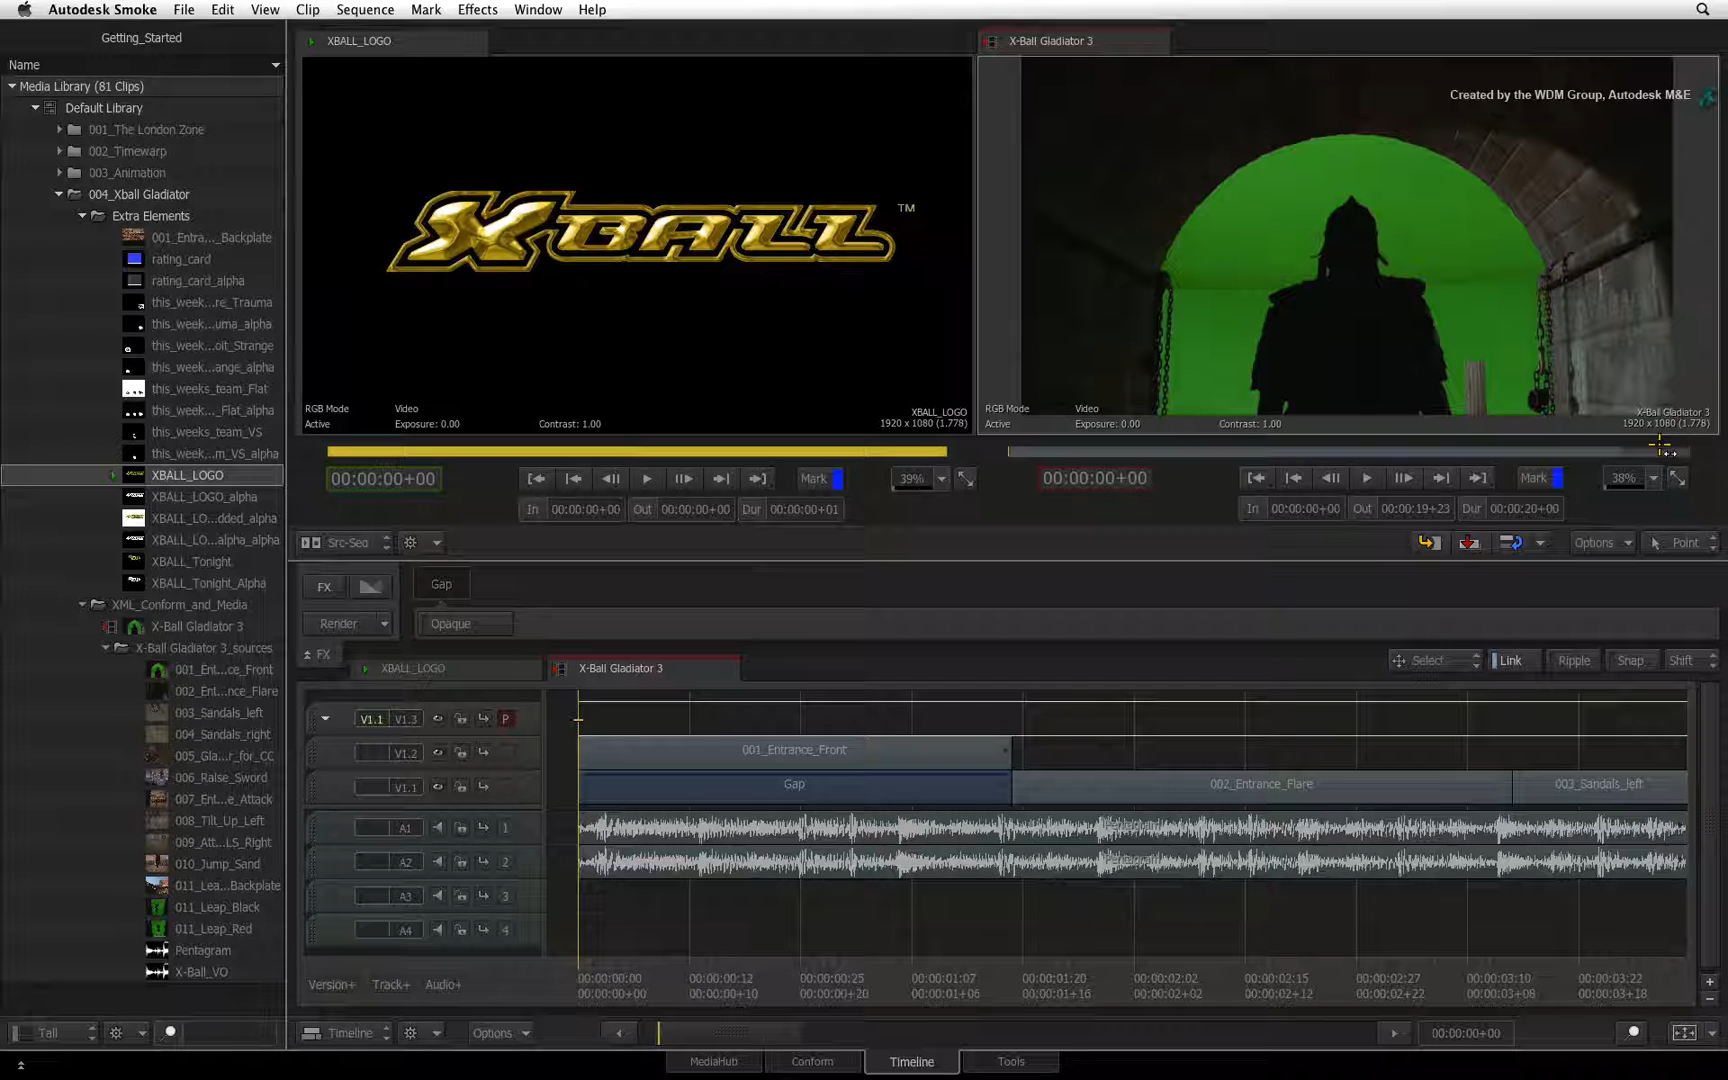 Autodesk Smoke File Edit View Clip Sequence Mark Effects Window Help
Getting_Started
XBALL_LOGO
X-Ball Gladiator 3
Name
Media Library (81 Clips)
Default Library
001_The London Zone
002_Timewarp
003_Animation
004_Xball Gladiator
Extra Elements
001_Entra..._Backplate
rating_card
rating_card_alpha
this_week...re_Trauma
this_week...uma_alpha
this_week...oit_Strange
this_week...ange_alpha
this_weeks_team_Flat
this_week..._Flat_alpha
this_weeks_team_VS
this_week...m_VS_alpha
XBALL_LOGO
XBALL_LOGO_alpha
XBALL_LO...dded_alpha
XBALL_LO...alpha_alpha
XBALL_Tonight
XBALL_Tonight_Alpha
XML_Conform_and_Media
X-Ball Gladiator 3
X-Ball Gladiator 3_sources
001_Ent...ce_Front
002_Ent...nce_Flare
003_Sandals_left
004_Sandals_right
005_Gla...r_for_CC
006_Raise_Sword
007_Ent...e_Attack
008_Tilt_Up_Left
009_Att...LS_Right
010_Jump_Sand
011_Lea...Backplate
011_Leap_Black
011_Leap_Red
Pentagram
X-Ball_VO
Tall
XBALL
TM
RGB Mode Video XBALL_LOGO
Active Exposure: 0.00 Contrast: 1.00 1920 x 1080 (1.778)
Created by the WDM Group, Autodesk M&E
RGB Mode Video X-Ball Gladiator 3
Active Exposure: 0.00 Contrast: 1.00 1920 x 1080 (1.778)
00:00:00+00 Mark 39%
In 00:00:00+00 Out 00:00:00+00 Dur 00:00:00+01
00:00:00+00 Mark 38%
In 00:00:00+00 Out 00:00:19+23 Dur 00:00:20+00
Src-Seq Options Point
FX Gap
Render Opaque
FX XBALL_LOGO X-Ball Gladiator 3 Select Link Ripple Snap Shift
V1.1 V1.3 P
V1.2 001_Entrance_Front
V1.1 Gap 002_Entrance_Flare 003_Sandals_left
A1 1 Pentagram
A2 2 Pentagram
A3 3
A4 4
Version+ Track+ Audio+
00:00:00:00 00:00:00:12 00:00:00:25 00:00:01:07 00:00:01:20 00:00:02:02 00:00:02:15 00:00:02:27 00:00:03:10 00:00:03:22
00:00:00+00 00:00:00+10 00:00:00+20 00:00:01+06 00:00:01+16 00:00:02+02 00:00:02+12 00:00:02+22 00:00:03+08 00:00:03+18
Timeline Options 00:00:00+00
MediaHub Conform Timeline Tools